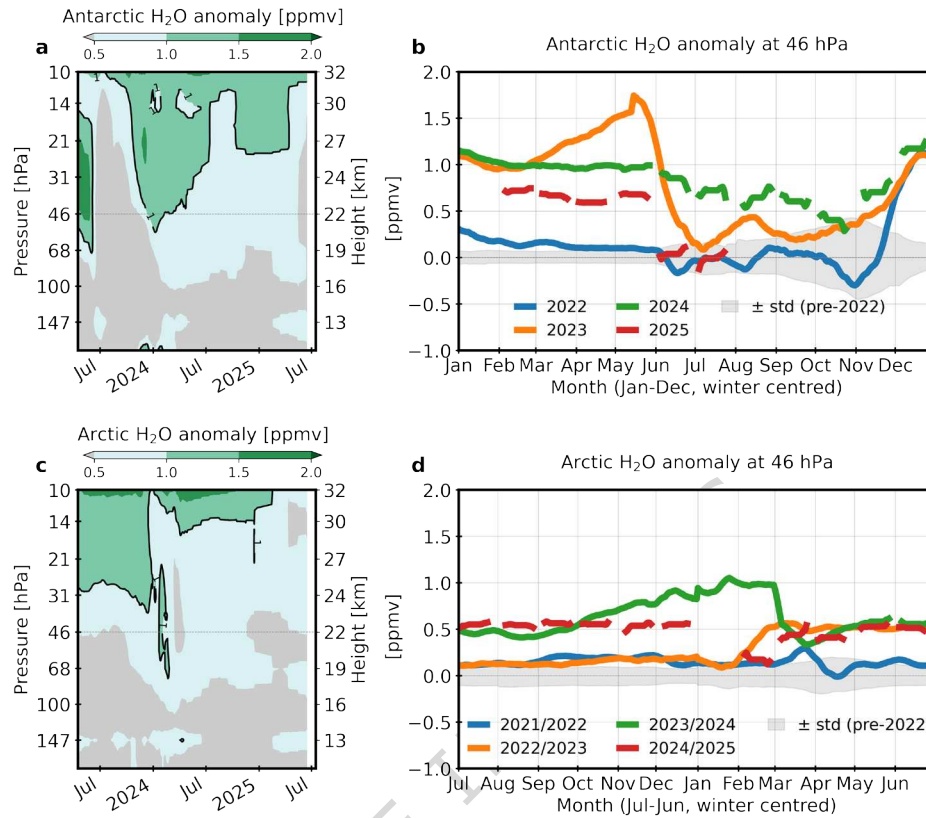 Antarctic H₂O anomaly [ppmv]
a
0.5 1.0 1.5 2.0
10 14 21 31 46 68 100 147
Pressure [hPa]
32 30 27 24 22 19 16 13
Height [km]
Jul 2024 Jul 2025 Jul
b
Antarctic H₂O anomaly at 46 hPa
2.0 1.5 1.0 0.5 0.0 −0.5 −1.0
[ppmv]
2022 2024 ± std (pre-2022)
2023 2025
Jan Feb Mar Apr May Jun Jul Aug Sep Oct Nov Dec
Month (Jan-Dec, winter centred)
Arctic H₂O anomaly [ppmv]
c
0.5 1.0 1.5 2.0
10 14 21 31 46 68 100 147
Pressure [hPa]
32 30 27 24 22 19 16 13
Height [km]
Jul 2024 Jul 2025 Jul
d
Arctic H₂O anomaly at 46 hPa
2.0 1.5 1.0 0.5 0.0 −0.5 −1.0
[ppmv]
2021/2022 2023/2024 ± std (pre-2022
2022/2023 2024/2025
Jul Aug Sep Oct Nov Dec Jan Feb Mar Apr May Jun
Month (Jul-Jun, winter centred)